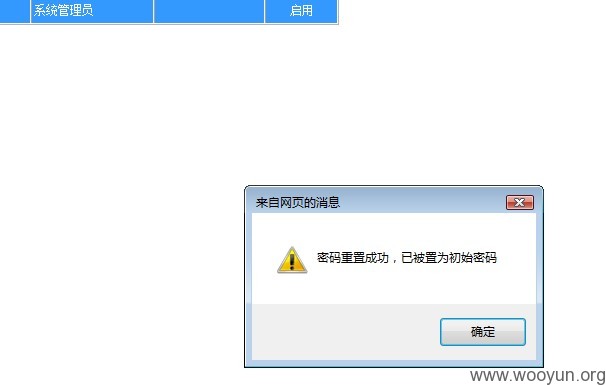 系统管理员 启用
来自网页的消息
密码重置成功，已被置为初始密码
确定
www.wooyun.org